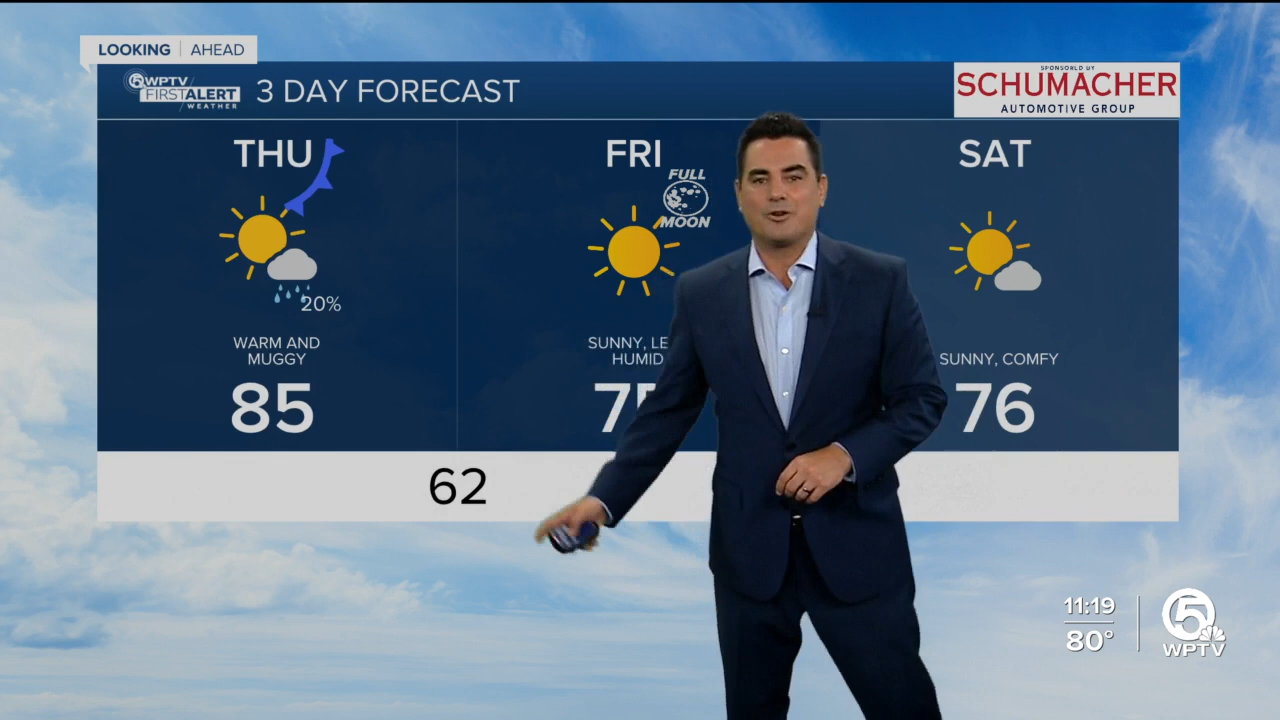 LOOKING | AHEAD
5 WPTV
FIRST ALERT
WEATHER
3 DAY FORECAST
SPONSORED BY
SCHUMACHER
AUTOMOTIVE GROUP
THU
20%
WARM AND
MUGGY
85
FRI
FULL
MOON
SUNNY,
HUMID
SAT
SUNNY, COMFY
76
62
11:19
80°
5
WPTV